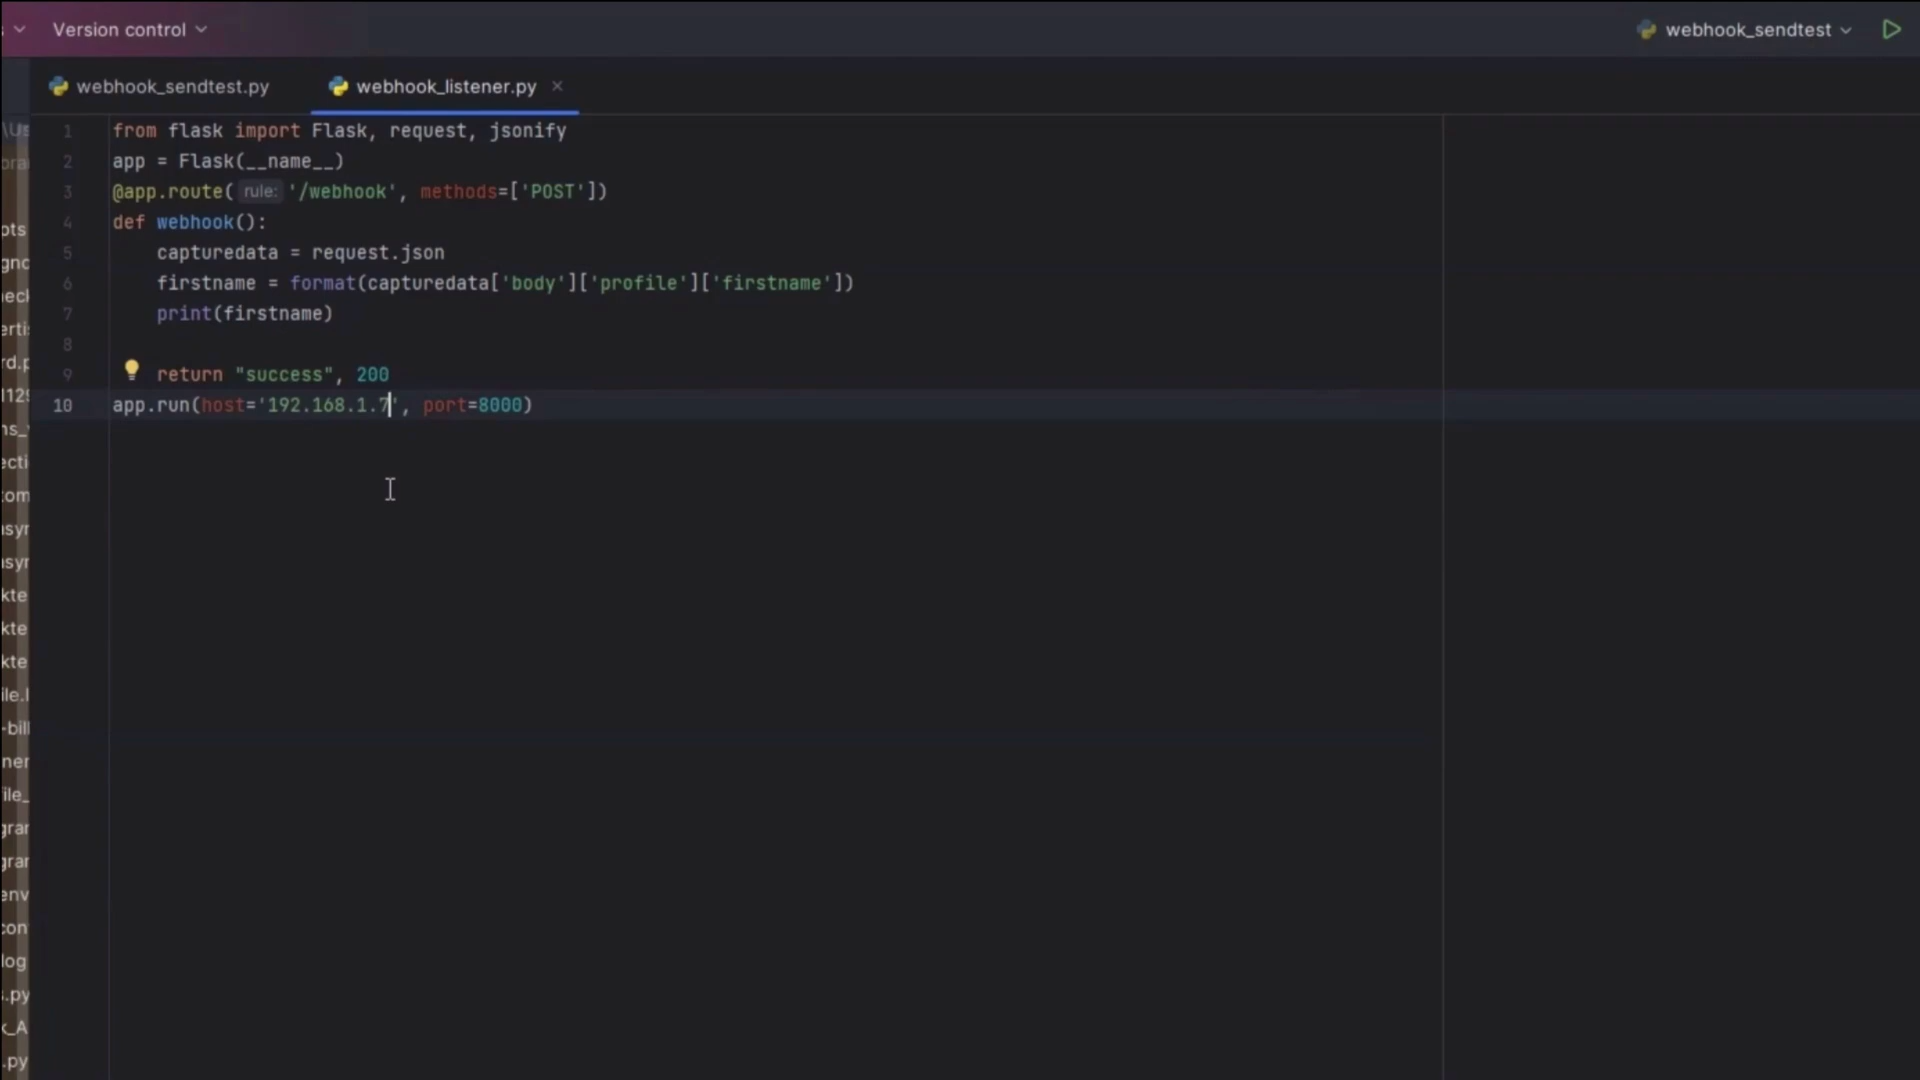 Version control
webhook_sendtest
webhook_sendtest.py
webhook_listener.py
1 from flask import Flask, request, jsonify
2 app = Flask(__name__)
3 @app.route( rule: '/webhook', methods=['POST'])
4 def webhook():
5 capturedata = request.json
6 firstname = format(capturedata['body']['profile']['firstname'])
7 print(firstname)
8
9 return "success", 200
10 app.run(host='192.168.1.7', port=8000)